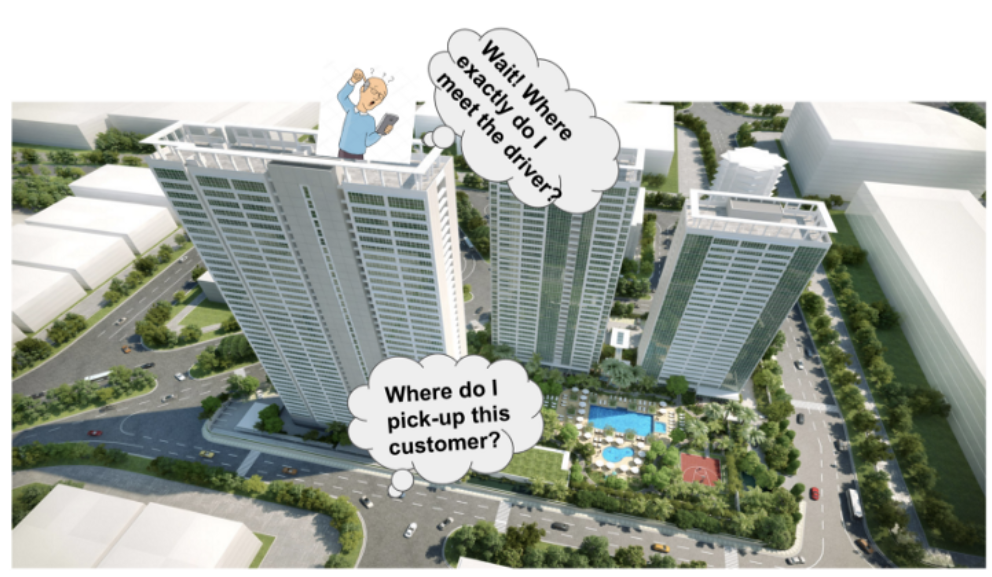 Wait! Where
exactly do I
meet the driver?
Where do I
pick-up this
customer?